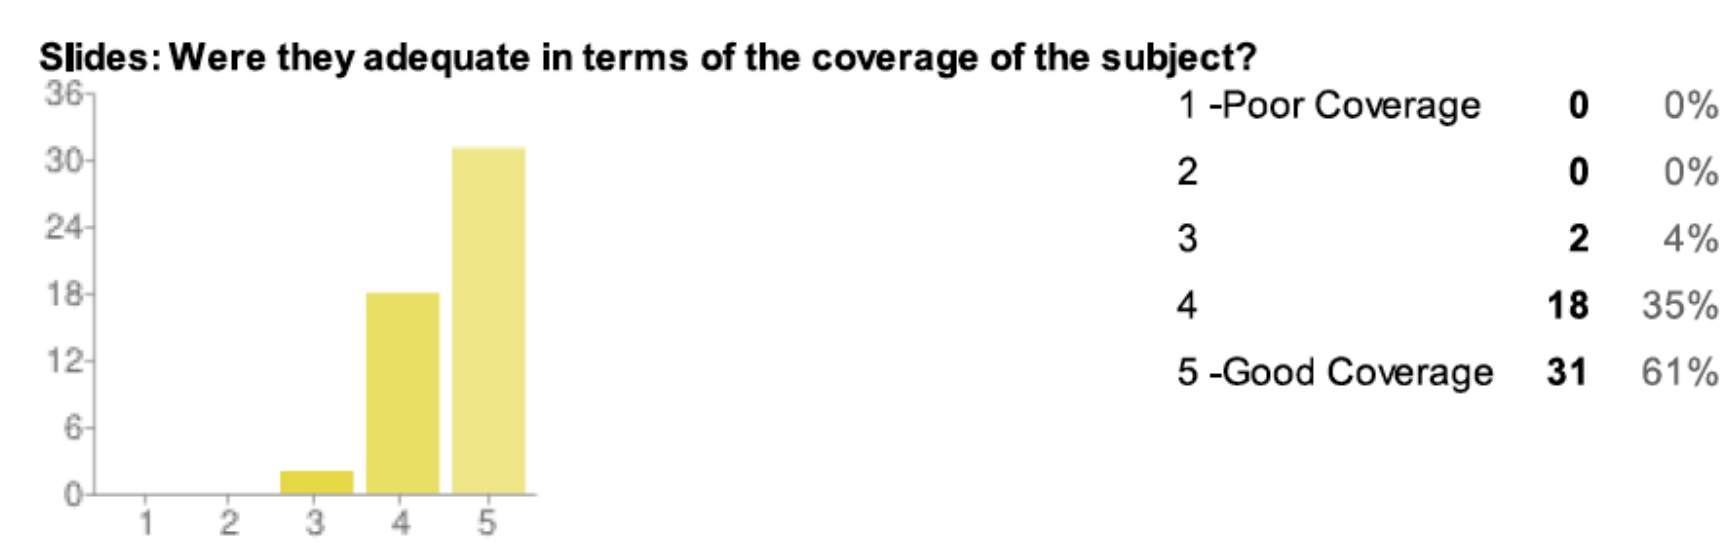 Slides: Were they adequate in terms of the coverage of the subject?
36
30
24
18
12
6
0
1 2 3 4 5
1 -Poor Coverage 0 0%
2 0 0%
3 2 4%
4 18 35%
5 -Good Coverage 31 61%